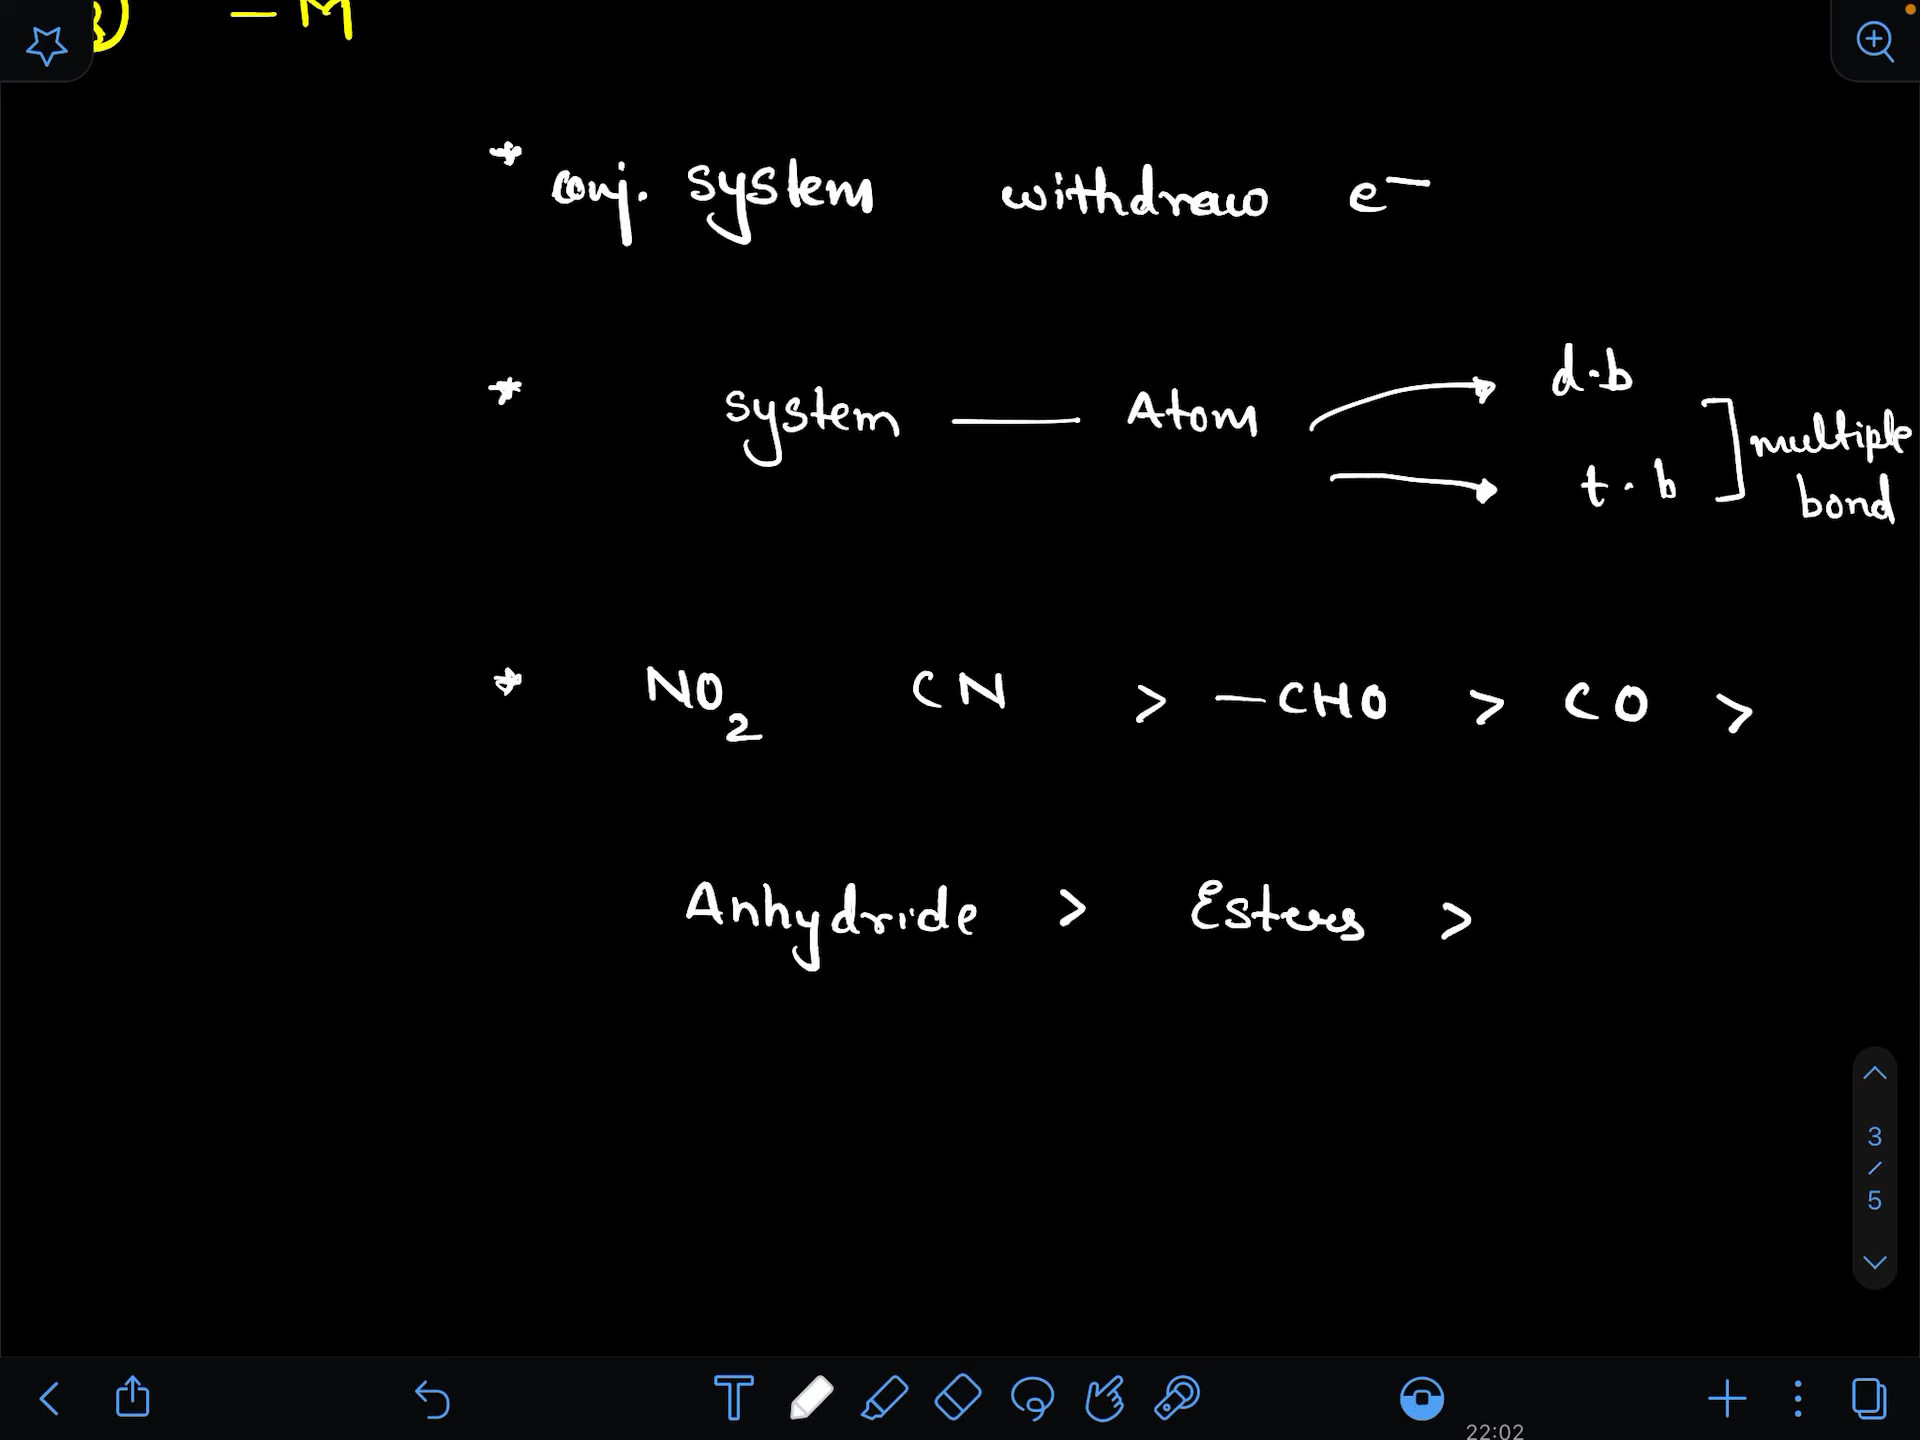 - M
* conj. system withdraw e⁻
* system — Atom → d.b
→ t.b ] multiple bond
* NO₂ CN > -CHO > CO >
Anhydride > Esters >
3
/
5
T
22:02